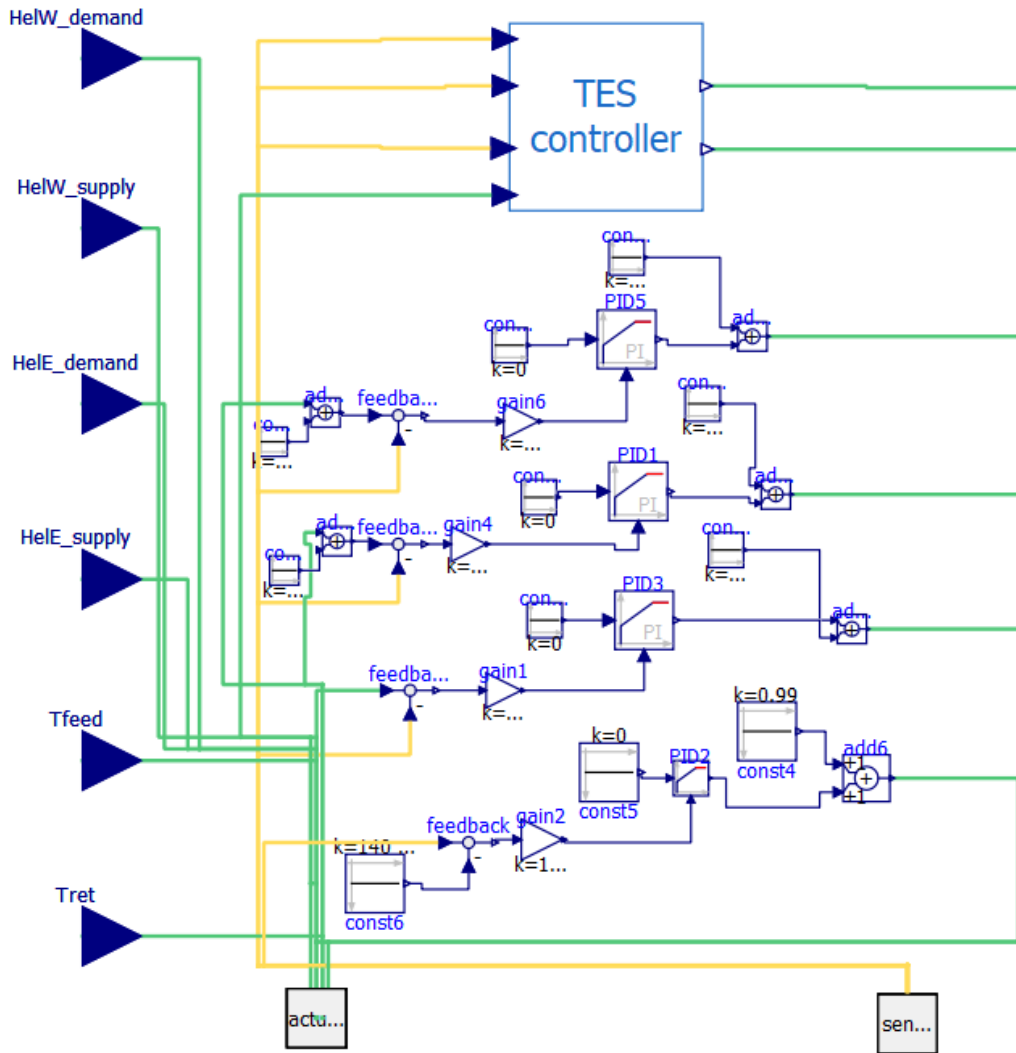 HelW_demand
TES
controller
HelW_supply
con...
k=...
PID5
con...
ad...
PI
k=0
HelE_demand
con...
k=...
ad...
feedba...
gain6
co...
k=...
-
k=...
PID1
con...
ad...
PI
k=0
HelE_supply
ad...
feedba...
gain4
con...
k=...
co...
k=...
-
k=...
PID3
con...
ad...
PI
k=0
feedba...
gain1
-
k=...
Tfeed
k=0.99
k=0
PID2
add6
+1
+1
const4
const5
feedback
gain2
k=140 ...
-
k=1...
const6
Tret
actu...
sen...